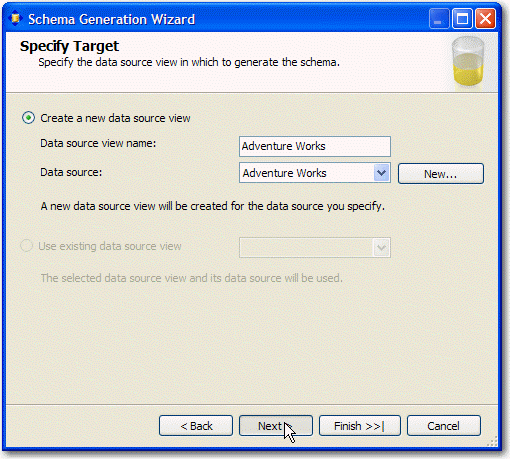 Schema Generation Wizard
Specify Target
Specify the data source view in which to generate the schema.
Create a new data source view
Data source view name: Adventure Works
Data source: Adventure Works New...
A new data source view will be created for the data source you specify.
Use existing data source view
The selected data source view and its data source will be used.
< Back Next > Finish >>| Cancel